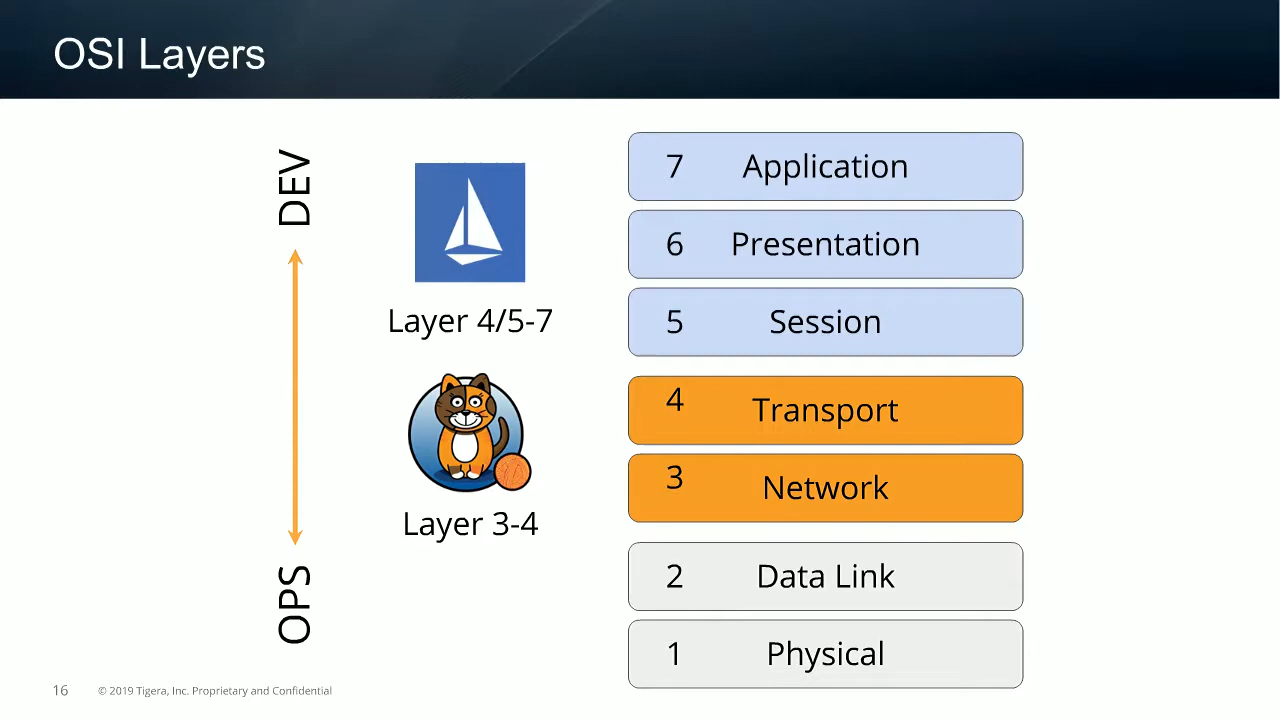 OSI Layers
DEV
OPS
Layer 4/5-7
Layer 3-4
7 Application
6 Presentation
5 Session
4 Transport
3 Network
2 Data Link
1 Physical
16 © 2019 Tigera, Inc. Proprietary and Confidential